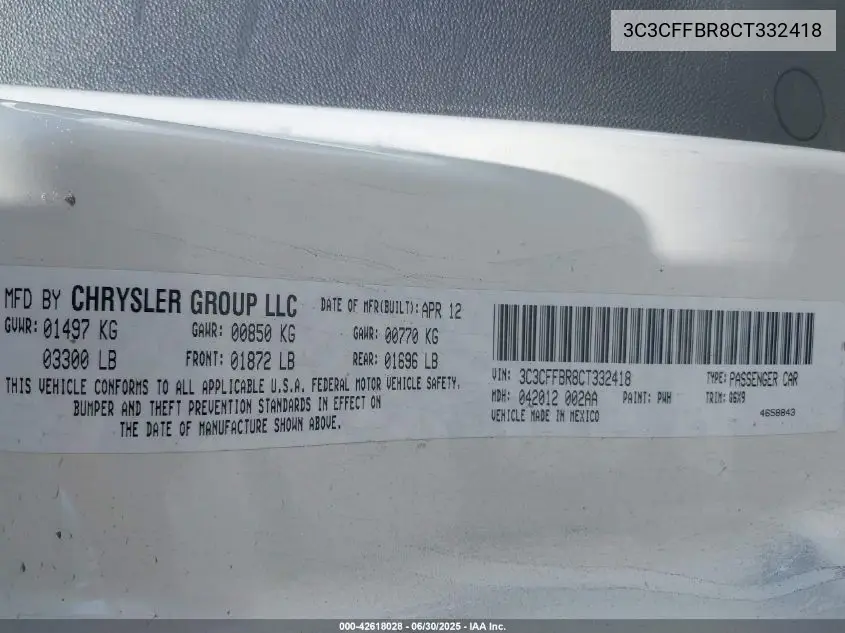 3C3CFFBR8CT332418
MFD BY CHRYSLER GROUP LLC DATE OF MFR(BUILT): APR 12
GVWR: 01497 KG GAWR: 00850 KG GAWR: 00770 KG
03300 LB FRONT: 01872 LB REAR: 01696 LB
THIS VEHICLE CONFORMS TO ALL APPLICABLE U.S.A. FEDERAL MOTOR VEHICLE SAFETY,
BUMPER AND THEFT PREVENTION STANDARDS IN EFFECT ON
THE DATE OF MANUFACTURE SHOWN ABOVE.
VIN: 3C3CFFBR8CT332418 TYPE: PASSENGER CAR
MDH: 042012 002AA PAINT: PWH TRIM: O6X9
VEHICLE MADE IN MEXICO 4658843
000-42618028 - 06/30/2025 - IAA Inc.